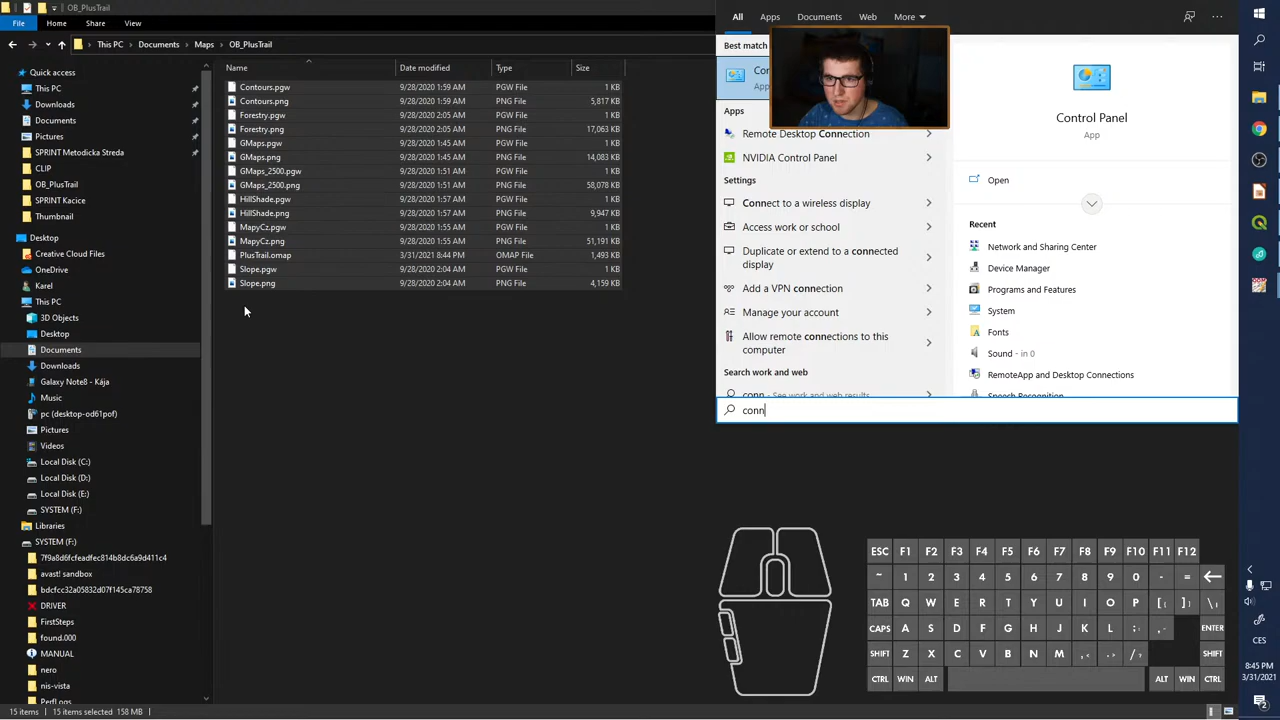 OB_PlusTrail
File Home Share View
This PC Documents Maps OB_PlusTrail
Quick access
This PC
Downloads
Documents
Pictures
SPRINT Metodicka Streda
CLIP
OB_PlusTrail
SPRINT Kacice
Thumbnail
Desktop
Creative Cloud Files
OneDrive
Karel
This PC
3D Objects
Desktop
Documents
Downloads
Galaxy Note8 - Kája
Music
pc (desktop-od61pof)
Pictures
Videos
Local Disk (C:)
Local Disk (D:)
Local Disk (E:)
SYSTEM (F:)
Libraries
SYSTEM (F:)
7f9a8d6fcfeadfec814b8dc6a9d411c4
avast! sandbox
bdcfcc32a05832d07f145ca78758
DRIVER
FirstSteps
found.000
MANUAL
nero
nis-vista
PerfLogs
Name Date modified Type Size
Contours.pgw 9/28/2020 1:59 AM PGW File 1 KB
Contours.png 9/28/2020 1:59 AM PNG File 5,817 KB
Forestry.pgw 9/28/2020 2:05 AM PGW File 1 KB
Forestry.png 9/28/2020 2:05 AM PNG File 17,063 KB
GMaps.pgw 9/28/2020 1:45 AM PGW File 1 KB
GMaps.png 9/28/2020 1:45 AM PNG File 14,083 KB
GMaps_2500.pgw 9/28/2020 1:51 AM PGW File 1 KB
GMaps_2500.png 9/28/2020 1:51 AM PNG File 58,078 KB
HillShade.pgw 9/28/2020 1:57 AM PGW File 1 KB
HillShade.png 9/28/2020 1:57 AM PNG File 9,947 KB
MapyCz.pgw 9/28/2020 1:55 AM PGW File 1 KB
MapyCz.png 9/28/2020 1:55 AM PNG File 51,191 KB
PlusTrail.omap 3/31/2021 8:44 PM OMAP File 1,493 KB
Slope.pgw 9/28/2020 2:04 AM PGW File 1 KB
Slope.png 9/28/2020 2:04 AM PNG File 4,159 KB
15 items 15 items selected 158 MB
All Apps Documents Web More
Best match
Con
App
Apps
Remote Desktop Connection
NVIDIA Control Panel
Settings
Connect to a wireless display
Access work or school
Duplicate or extend to a connected
display
Add a VPN connection
Manage your account
Allow remote connections to this
computer
Search work and web
conn - See work and web results
conn
Control Panel
App
Open
Recent
Network and Sharing Center
Device Manager
Programs and Features
System
Fonts
Sound - in 0
RemoteApp and Desktop Connections
Speech Recognition
ESC F1 F2 F3 F4 F5 F6 F7 F8 F9 F10 F11 F12
~ 1 2 3 4 5 6 7 8 9 0 - =
TAB Q W E R T Y U I O P [{ ]} \|
CAPS A S D F G H J K L ;: ENTER
SHIFT Z X C V B N M ,< .> /? SHIFT
CTRL WIN ALT ALT WIN CTRL
CES
8:45 PM
3/31/2021
2